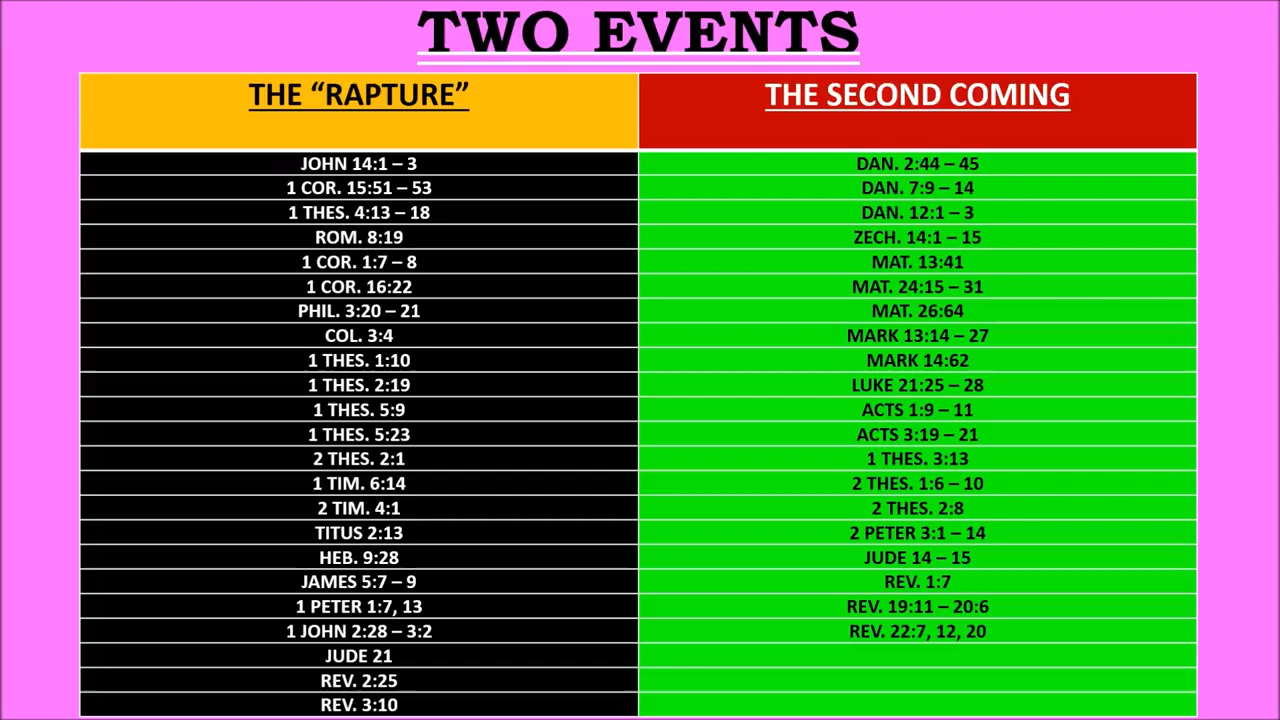 TWO EVENTS
THE “RAPTURE” THE SECOND COMING
JOHN 14:1 – 3 DAN. 2:44 – 45
1 COR. 15:51 – 53 DAN. 7:9 – 14
1 THES. 4:13 – 18 DAN. 12:1 – 3
ROM. 8:19 ZECH. 14:1 – 15
1 COR. 1:7 – 8 MAT. 13:41
1 COR. 16:22 MAT. 24:15 – 31
PHIL. 3:20 – 21 MAT. 26:64
COL. 3:4 MARK 13:14 – 27
1 THES. 1:10 MARK 14:62
1 THES. 2:19 LUKE 21:25 – 28
1 THES. 5:9 ACTS 1:9 – 11
1 THES. 5:23 ACTS 3:19 – 21
2 THES. 2:1 1 THES. 3:13
1 TIM. 6:14 2 THES. 1:6 – 10
2 TIM. 4:1 2 THES. 2:8
TITUS 2:13 2 PETER 3:1 – 14
HEB. 9:28 JUDE 14 – 15
JAMES 5:7 – 9 REV. 1:7
1 PETER 1:7, 13 REV. 19:11 – 20:6
1 JOHN 2:28 – 3:2 REV. 22:7, 12, 20
JUDE 21
REV. 2:25
REV. 3:10